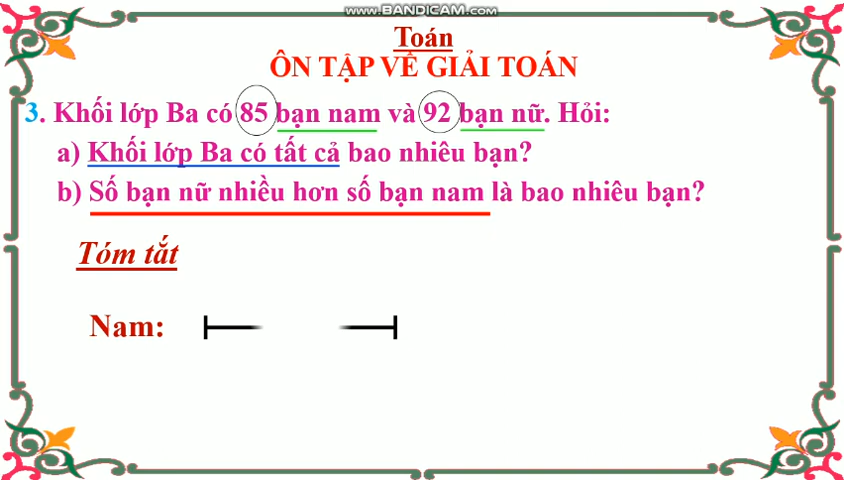 WWW.BANDICAM.COM
Toán
ÔN TẬP VỀ GIẢI TOÁN
3. Khối lớp Ba có 85 bạn nam và 92 bạn nữ. Hỏi:
a) Khối lớp Ba có tất cả bao nhiêu bạn?
b) Số bạn nữ nhiều hơn số bạn nam là bao nhiêu bạn?
Tóm tắt
Nam: